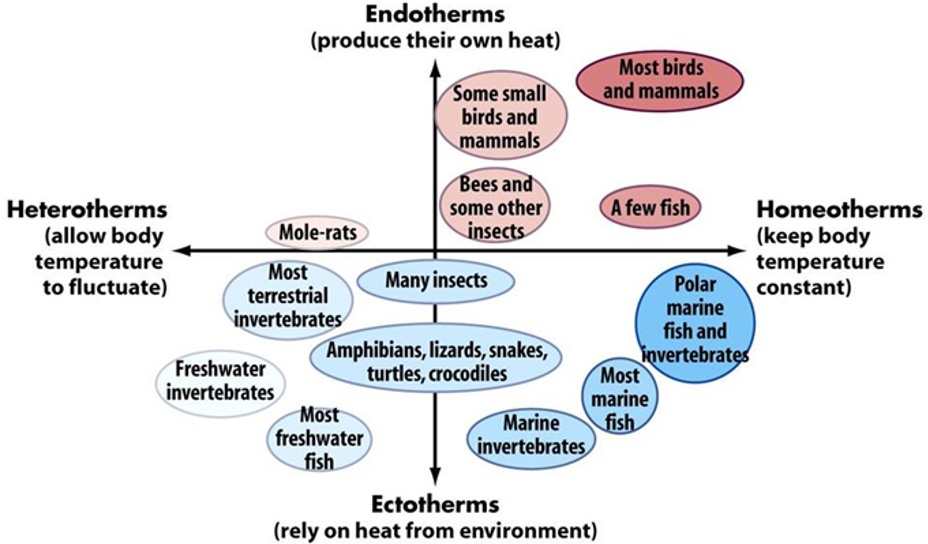 Endotherms
(produce their own heat)
Most birds
and mammals
Some small
birds and
mammals
Bees and
some other
insects
A few fish
Heterotherms
(allow body
temperature
to fluctuate)
Mole-rats
Homeotherms
(keep body
temperature
constant)
Most
terrestrial
invertebrates
Many insects
Polar
marine
fish and
invertebrates
Amphibians, lizards, snakes,
turtles, crocodiles
Freshwater
invertebrates
Most
marine
fish
Most
freshwater
fish
Marine
invertebrates
Ectotherms
(rely on heat from environment)